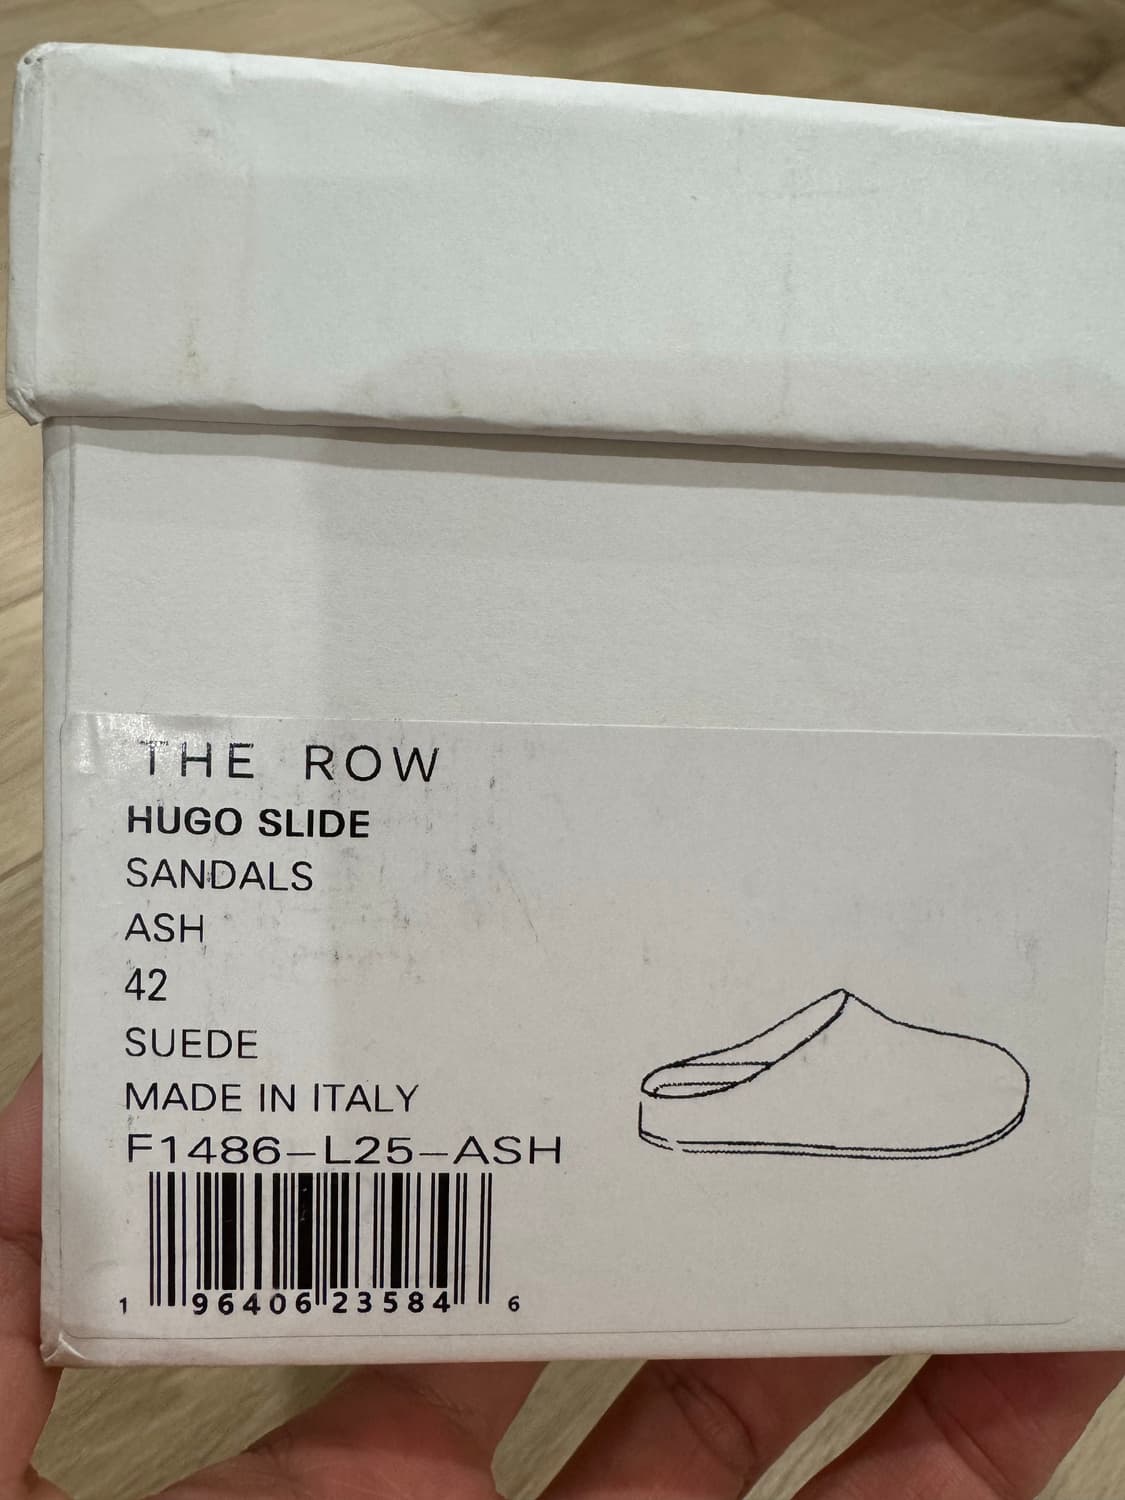 THE ROW
HUGO SLIDE
SANDALS
ASH
42
SUEDE
MADE IN ITALY
F1486-L25-ASH
1 96406 23584 6